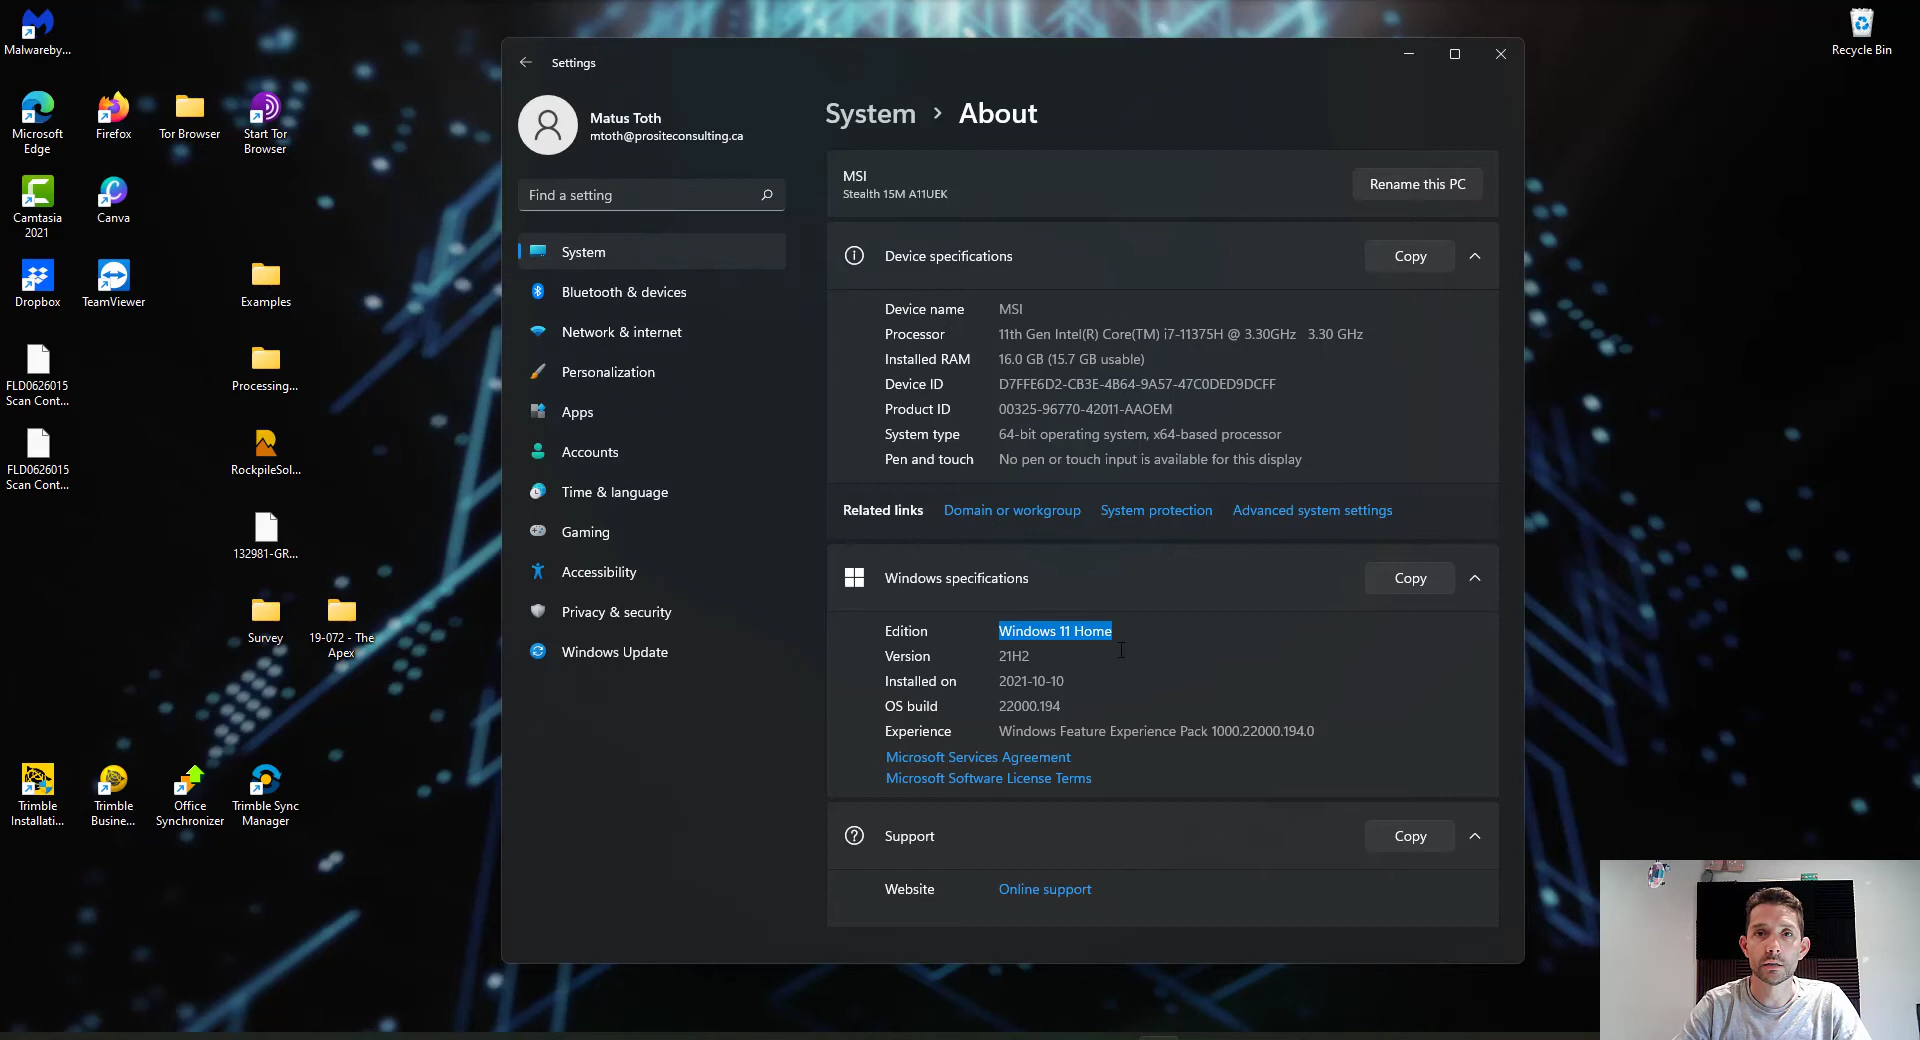 Malwareby...
Microsoft
Edge
Firefox
Tor Browser
Start Tor
Browser
Camtasia
2021
Canva
Dropbox
TeamViewer
Examples
FLD0626015
Scan Cont...
Processing...
FLD0626015
Scan Cont...
RockpileSol...
132981-GR...
Survey
19-072 - The
Apex
Trimble
Installati...
Trimble
Busine...
Office
Synchronizer
Trimble Sync
Manager
Recycle Bin
Settings
Matus Toth
mtoth@prositeconsulting.ca
Find a setting
System
Bluetooth & devices
Network & internet
Personalization
Apps
Accounts
Time & language
Gaming
Accessibility
Privacy & security
Windows Update
System > About
MSI
Stealth 15M A11UEK
Rename this PC
Device specifications
Copy
Device name MSI
Processor 11th Gen Intel(R) Core(TM) i7-11375H @ 3.30GHz 3.30 GHz
Installed RAM 16.0 GB (15.7 GB usable)
Device ID D7FFE6D2-CB3E-4B64-9A57-47C0DED9DCFF
Product ID 00325-96770-42011-AAOEM
System type 64-bit operating system, x64-based processor
Pen and touch No pen or touch input is available for this display
Related links Domain or workgroup System protection Advanced system settings
Windows specifications
Copy
Edition Windows 11 Home
Version 21H2
Installed on 2021-10-10
OS build 22000.194
Experience Windows Feature Experience Pack 1000.22000.194.0
Microsoft Services Agreement
Microsoft Software License Terms
Support
Copy
Website Online support